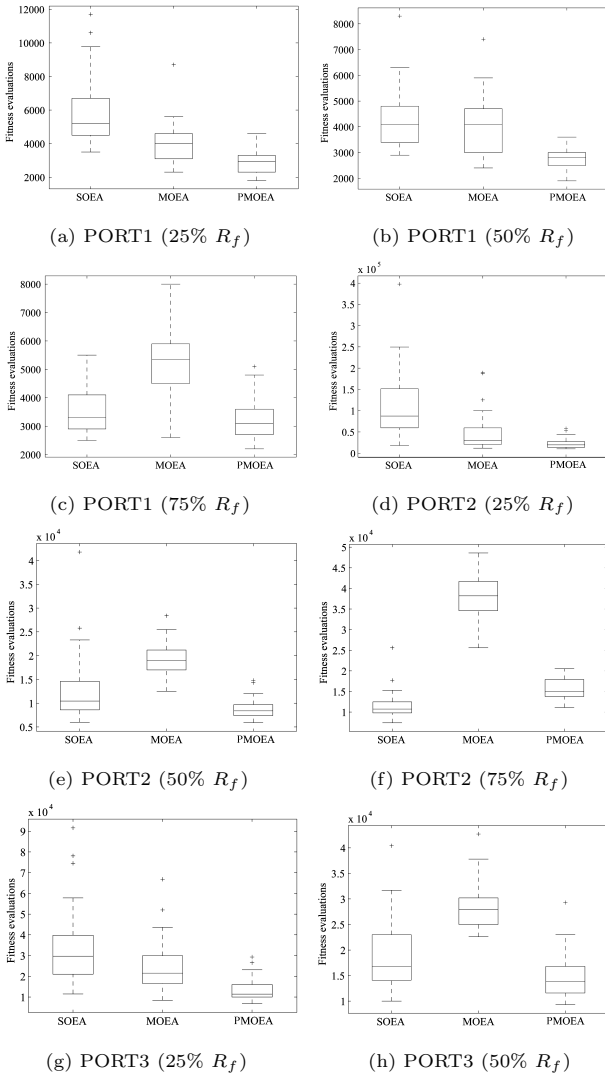 12000
10000
8000
6000
4000
2000
Fitness evaluations
SOEA MOEA PMOEA
(a) PORT1 (25% R_f)
8000
7000
6000
5000
4000
3000
2000
Fitness evaluations
SOEA MOEA PMOEA
(b) PORT1 (50% R_f)
8000
7000
6000
5000
4000
3000
2000
Fitness evaluations
SOEA MOEA PMOEA
(c) PORT1 (75% R_f)
x 10^5
4
3.5
3
2.5
2
1.5
1
0.5
0
Fitness evaluations
SOEA MOEA PMOEA
(d) PORT2 (25% R_f)
x 10^4
4
3.5
3
2.5
2
1.5
1
0.5
Fitness evaluations
SOEA MOEA PMOEA
(e) PORT2 (50% R_f)
x 10^4
5
4.5
4
3.5
3
2.5
2
1.5
1
Fitness evaluations
SOEA MOEA PMOEA
(f) PORT2 (75% R_f)
x 10^4
9
8
7
6
5
4
3
2
1
Fitness evaluations
SOEA MOEA PMOEA
(g) PORT3 (25% R_f)
x 10^4
4
3.5
3
2.5
2
1.5
1
Fitness evaluations
SOEA MOEA PMOEA
(h) PORT3 (50% R_f)